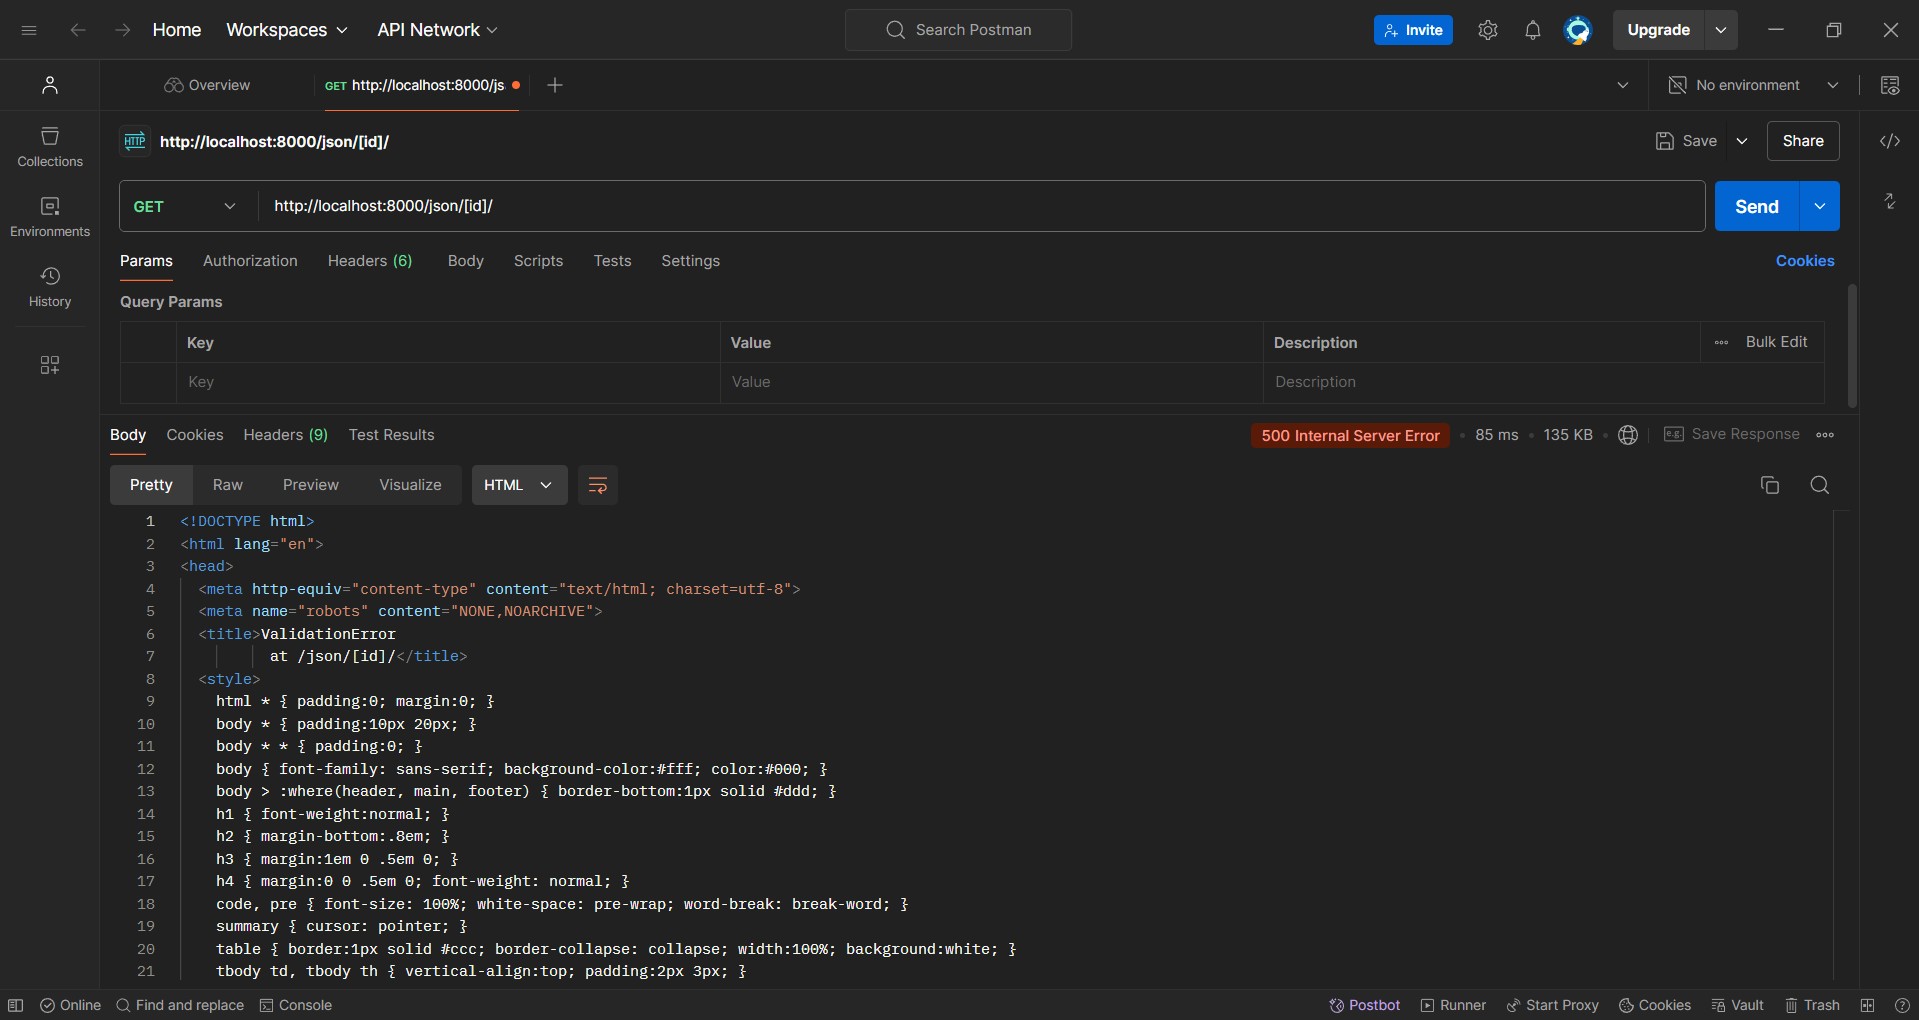 Home Workspaces API Network Search Postman Invite Upgrade
Overview GET http://localhost:8000/js No environment
HTTP http://localhost:8000/json/[id]/ Save Share
Collections
GET http://localhost:8000/json/[id]/ Send
Environments
Params Authorization Headers (6) Body Scripts Tests Settings Cookies
History
Query Params
Key Value Description Bulk Edit
Key Value Description
Body Cookies Headers (9) Test Results 500 Internal Server Error 85 ms 135 KB e.g. Save Response
Pretty Raw Preview Visualize HTML
1 <!DOCTYPE html>
2 <html lang="en">
3 <head>
4 <meta http-equiv="content-type" content="text/html; charset=utf-8">
5 <meta name="robots" content="NONE,NOARCHIVE">
6 <title>ValidationError
7 at /json/[id]/</title>
8 <style>
9 html * { padding:0; margin:0; }
10 body * { padding:10px 20px; }
11 body * * { padding:0; }
12 body { font-family: sans-serif; background-color:#fff; color:#000; }
13 body > :where(header, main, footer) { border-bottom:1px solid #ddd; }
14 h1 { font-weight:normal; }
15 h2 { margin-bottom:.8em; }
16 h3 { margin:1em 0 .5em 0; }
17 h4 { margin:0 0 .5em 0; font-weight: normal; }
18 code, pre { font-size: 100%; white-space: pre-wrap; word-break: break-word; }
19 summary { cursor: pointer; }
20 table { border:1px solid #ccc; border-collapse: collapse; width:100%; background:white; }
21 tbody td, tbody th { vertical-align:top; padding:2px 3px; }
Online Find and replace Console Postbot Runner Start Proxy Cookies Vault Trash